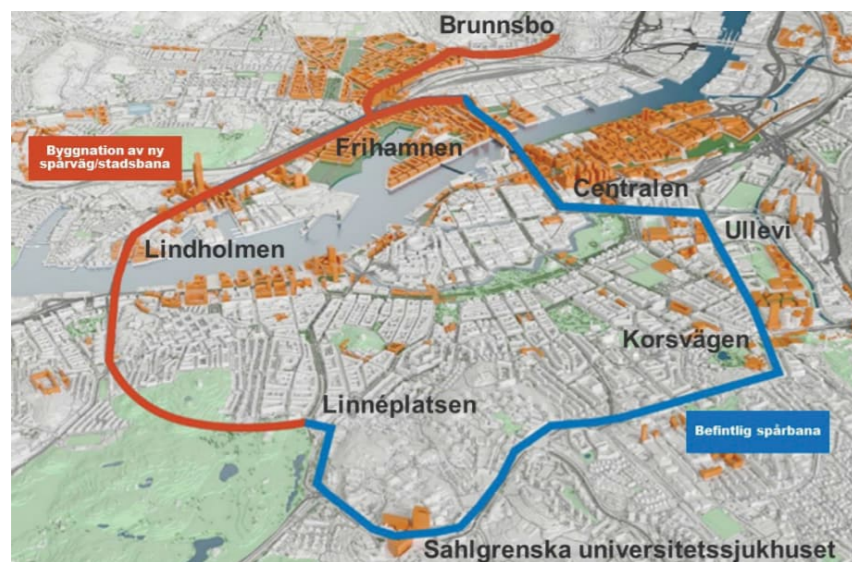 Brunnsbo
Byggnation av ny
spårväg/stadsbana
Frihamnen
Centralen
Ullevi
Lindholmen
Korsvägen
Linnéplatsen
Befintlig spårbana
Sahlgrenska universitetssjukhuset